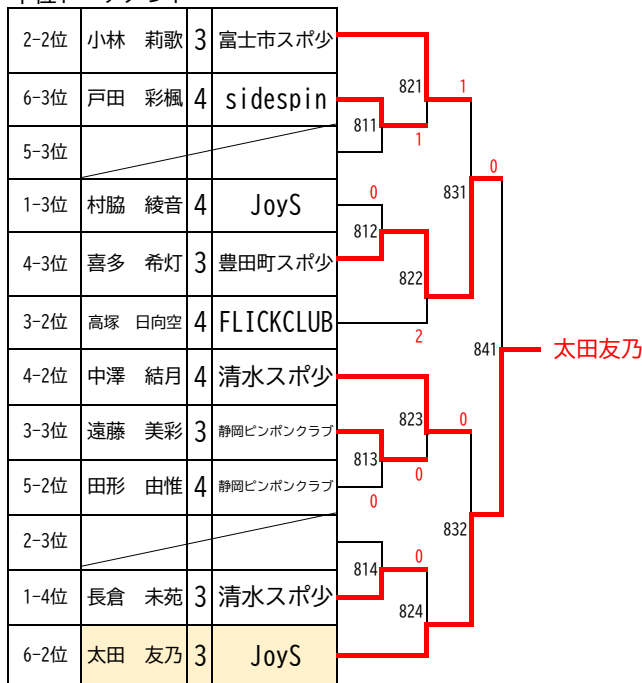 2-2位 小林 莉歌 3 富士市スポ少
6-3位 戸田 彩楓 4 sidespin
5-3位
1-3位 村脇 綾音 4 JoyS
4-3位 喜多 希灯 3 豊田町スポ少
3-2位 高塚 日向空 4 FLICKCLUB
4-2位 中澤 結月 4 清水スポ少
3-3位 遠藤 美彩 3 静岡ピンポンクラブ
5-2位 田形 由惟 4 静岡ピンポンクラブ
2-3位
1-4位 長倉 未苑 3 清水スポ少
6-2位 太田 友乃 3 JoyS
821 1
811
1
0
0
831
812
822
2
841 太田友乃
823 0
813
0
0
832
0
814
824